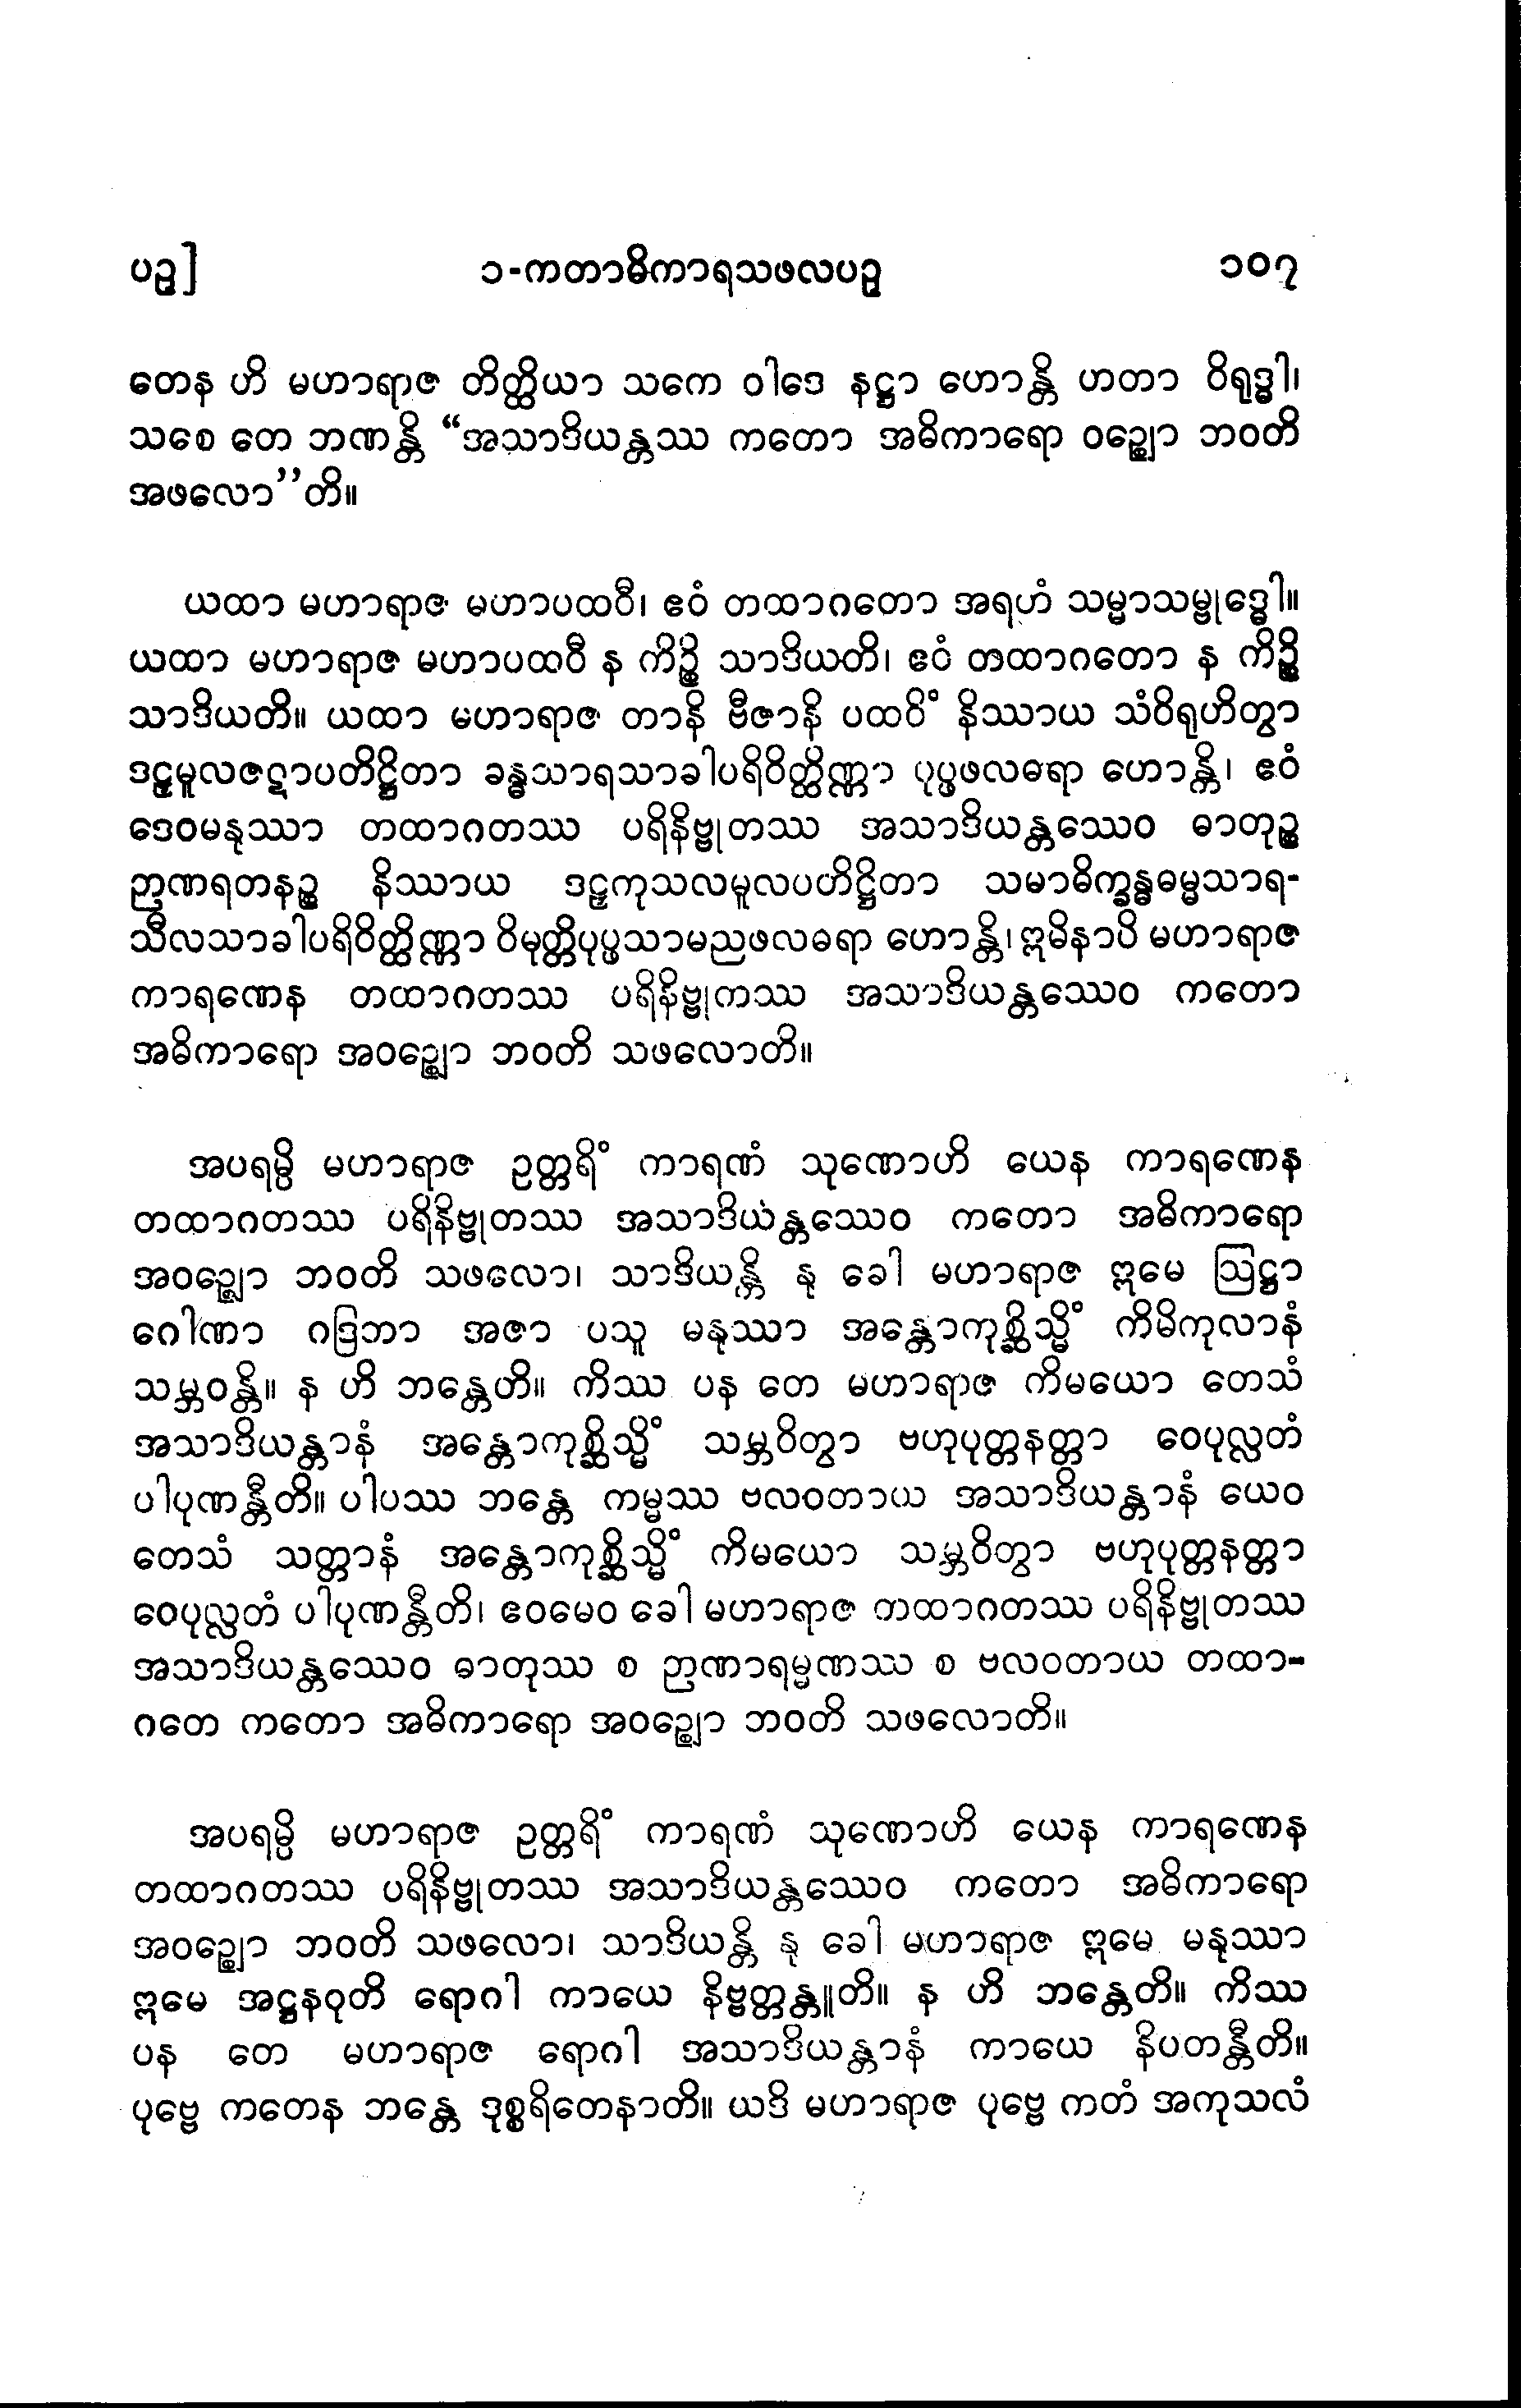 ပဥှ]
၁-ကတာဓိကာရသဖလပဥှ
၁၀၇
တေန ဟိ မဟာရာဇ တိတ္ထိယာ သကေ ဝါဒေ နဋ္ဌာ ဟောန္တိ ဟတာ ဝိရုဒ္ဓါ၊
သစေ တေ ဘဏန္တိ “အသာဒိယန္တဿ ကတော အဓိကာရော ဝဉ္ဈော ဘဝတိ
အဖလော’’တိ။
ယထာ မဟာရာဇ မဟာပထဝီ၊ ဧဝံ တထာဂတော အရဟံ သမ္မာသမ္ဗုဒ္ဓေါ။
ယထာ မဟာရာဇ မဟာပထဝီ န ကိဉ္စိ သာဒိယတိ၊ ဧဝံ တထာဂတော န ကိဉ္စိ
သာဒိယတိ။ ယထာ မဟာရာဇ တာနိ ဗီဇာနိ ပထဝိံ နိဿာယ သံဝိရုဟိတွာ
ဒဠှမူလဇဋာပတိဋ္ဌိတာ ခန္ဓသာရသာခါပရိဝိတ္ထိဏ္ဏာ ပုပ္ဖဖလဓရာ ဟောန္တိ၊ ဧဝံ
ဒေဝမနုဿာ တထာဂတဿ ပရိနိဗ္ဗုတဿ အသာဒိယန္တဿေဝ ဓာတုဉ္စ
ဉာဏရတနဉ္စ နိဿာယ ဒဠှကုသလမူလပတိဋ္ဌိတာ သမာဓိက္ခန္ဓဓမ္မသာရ-
သီလသာခါပရိဝိတ္ထိဏ္ဏာ ဝိမုတ္တိပုပ္ဖသာမညဖလဓရာ ဟောန္တိ၊ ဣမိနာပိ မဟာရာဇ
ကာရဏေန တထာဂတဿ ပရိနိဗ္ဗုတဿ အသာဒိယန္တဿေဝ ကတော
အဓိကာရော အဝဉ္ဈော ဘဝတိ သဖလောတိ။
အပရမ္ပိ မဟာရာဇ ဥတ္တရိံ ကာရဏံ သုဏောဟိ ယေန ကာရဏေန
တထာဂတဿ ပရိနိဗ္ဗုတဿ အသာဒိယန္တဿေဝ ကတော အဓိကာရော
အဝဉ္ဈော ဘဝတိ သဖလော၊ သာဒိယန္တိ နု ခေါ မဟာရာဇ ဣမေ ဩဋ္ဌာ
ဂေါဏာ ဂဒြဘာ အဇာ ပသူ မနုဿာ အန္တောကုစ္ဆိသ္မိံ ကိမိကုလာနံ
သမ္ဘဝန္တိ။ န ဟိ ဘန္တေတိ။ ကိဿ ပန တေ မဟာရာဇ ကိမယော တေသံ
အသာဒိယန္တာနံ အန္တောကုစ္ဆိသ္မိံ သမ္ဘဝိတွာ ဗဟုပုတ္တနတ္တာ ဝေပုလ္လတံ
ပါပုဏန္တီတိ။ ပါပဿ ဘန္တေ ကမ္မဿ ဗလဝတာယ အသာဒိယန္တာနံ ယေဝ
တေသံ သတ္တာနံ အန္တောကုစ္ဆိသ္မိံ ကိမယော သမ္ဘဝိတွာ ဗဟုပုတ္တနတ္တာ
ဝေပုလ္လတံ ပါပုဏန္တီတိ၊ ဧဝမေဝ ခေါ မဟာရာဇ တထာဂတဿ ပရိနိဗ္ဗုတဿ
အသာဒိယန္တဿေဝ ဓာတုဿ စ ဉာဏာရမ္မဏဿ စ ဗလဝတာယ တထာ-
ဂတေ ကတော အဓိကာရော အဝဉ္ဈော ဘဝတိ သဖလောတိ။
အပရမ္ပိ မဟာရာဇ ဥတ္တရိံ ကာရဏံ သုဏောဟိ ယေန ကာရဏေန
တထာဂတဿ ပရိနိဗ္ဗုတဿ အသာဒိယန္တဿေဝ ကတော အဓိကာရော
အဝဉ္ဈော ဘဝတိ သဖလော၊ သာဒိယန္တိ နု ခေါ မဟာရာဇ ဣမေ မနုဿာ
ဣမေ အဋ္ဌနဝုတိ ရောဂါ ကာယေ နိဗ္ဗတ္တန္တူတိ။ န ဟိ ဘန္တေတိ။ ကိဿ
ပန တေ မဟာရာဇ ရောဂါ အသာဒိယန္တာနံ ကာယေ နိပတန္တီတိ။
ပုဗ္ဗေ ကတေန ဘန္တေ ဒုစ္စရိတေနာတိ။ ယဒိ မဟာရာဇ ပုဗ္ဗေ ကတံ အကုသလံ